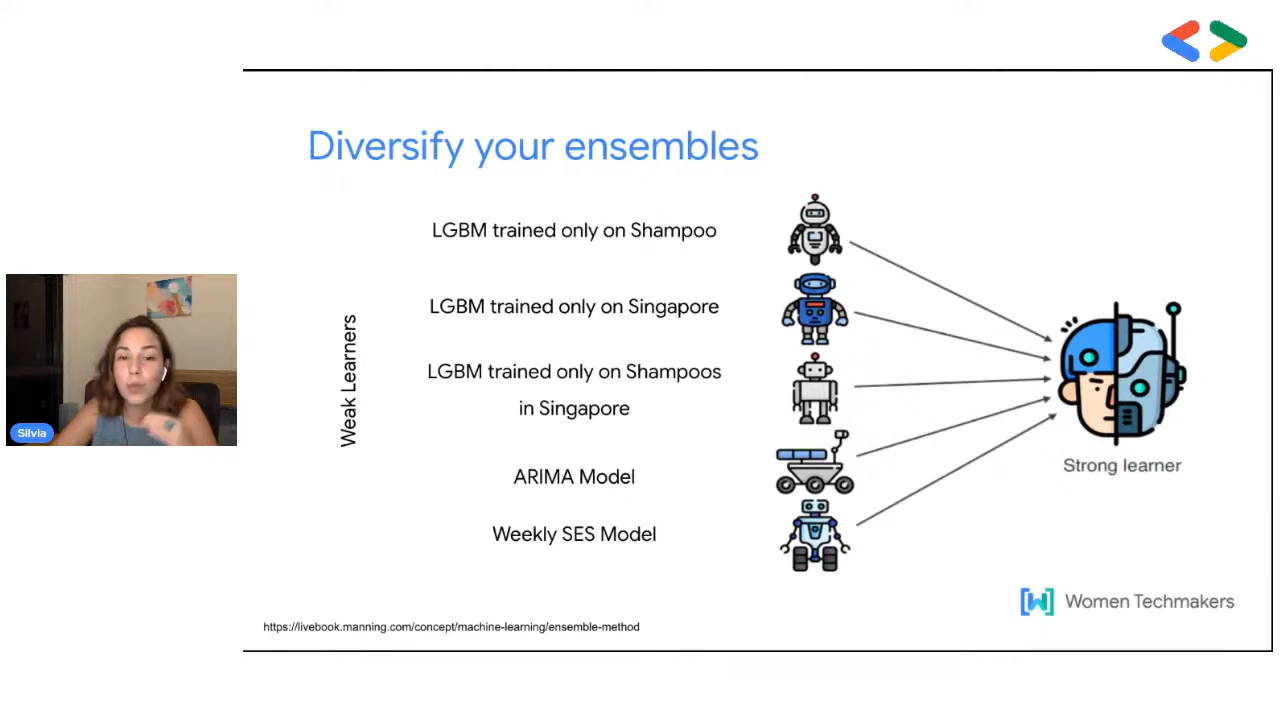 Diversify your ensembles
Weak Learners
LGBM trained only on Shampoo
LGBM trained only on Singapore
LGBM trained only on Shampoos
in Singapore
ARIMA Model
Weekly SES Model
Strong learner
Silvia
Women Techmakers
https://livebook.manning.com/concept/machine-learning/ensemble-method